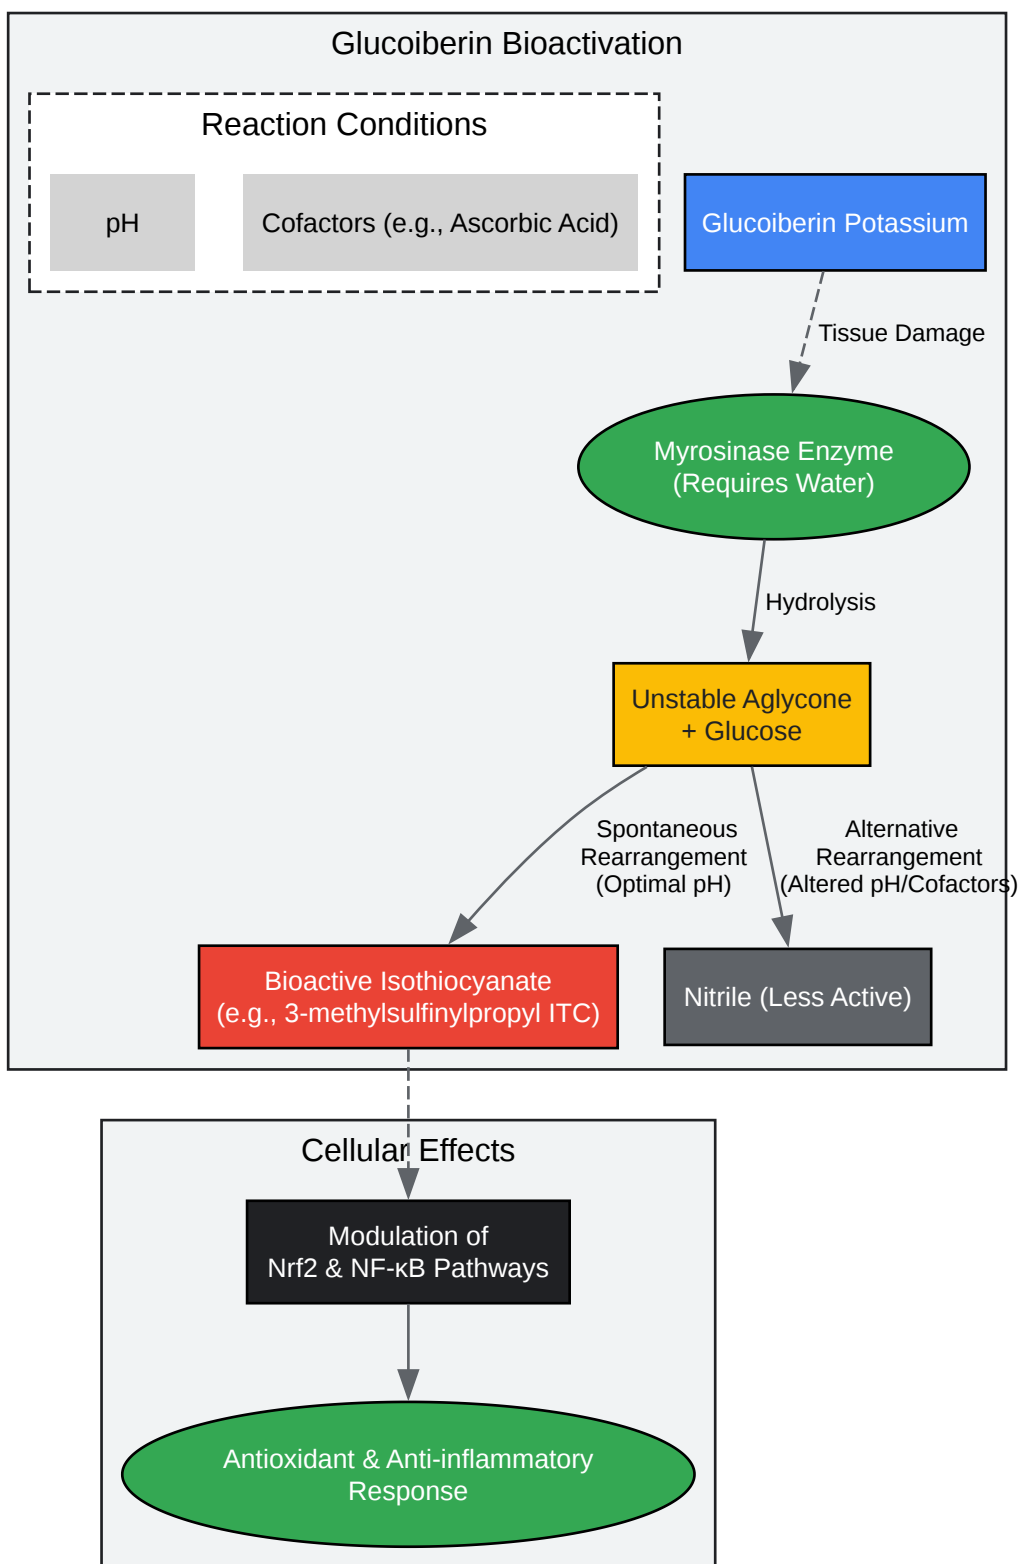 Glucoiberin Bioactivation
Reaction Conditions
pH
Cofactors (e.g., Ascorbic Acid)
Glucoiberin Potassium
Tissue Damage
Myrosinase Enzyme
(Requires Water)
Hydrolysis
Unstable Aglycone
+ Glucose
Spontaneous
Rearrangement
(Optimal pH)
Alternative
Rearrangement
(Altered pH/Cofactors)
Bioactive Isothiocyanate
(e.g., 3-methylsulfinylpropyl ITC)
Nitrile (Less Active)
Cellular Effects
Modulation of
Nrf2 & NF-κB Pathways
Antioxidant & Anti-inflammatory
Response